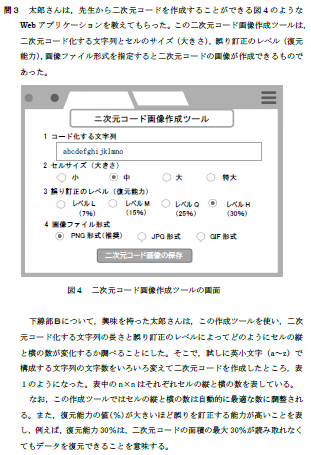 問3 太郎さんは，先生から二次元コードを作成することができる図4のような
Webアプリケーションを教えてもらった。この二次元コード画像作成ツールは，
二次元コード化する文字列とセルのサイズ（大きさ），誤り訂正のレベル（復元
能力），画像ファイル形式を指定すると二次元コードの画像が作成できるもので
あった。
二次元コード画像作成ツール
1 コード化する文字列
abcdefghijklmno
2 セルサイズ（大きさ）
小 中 大 特大
3 誤り訂正のレベル（復元能力）
レベルL レベルM レベルQ レベルH
（7%） （15%） （25%） （30%）
4 画像ファイル形式
PNG形式（推奨） JPG形式 GIF形式
二次元コード画像の保存
図4 二次元コード画像作成ツールの画面
下線部Bについて，興味を持った太郎さんは，この作成ツールを使い，二次
元コード化する文字列の長さと誤り訂正のレベルによってどのようにセルの縦
と横の数が変化するか調べることにした。そこで，試しに英小文字（a～z）で
構成する文字列の文字数をいろいろ変えて二次元コードを作成したところ，表
1のようになった。表中のn×nはそれぞれセルの縦と横の数を表している。
なお，この作成ツールではセルの縦と横の数は自動的に最適な数に調整され
る。また，復元能力の値（%）が大きいほど誤りを訂正する能力が高いことを表
し，例えば，復元能力30%は，二次元コードの面積の最大30%が読み取れなく
てもデータを復元できることを意味する。